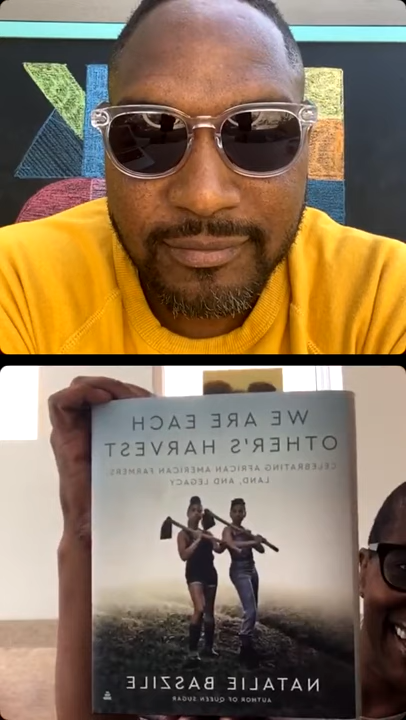 WE ARE EACH
OTHER'S HARVEST
CELEBRATING AFRICAN AMERICAN FARMERS,
LAND, AND LEGACY
NATALIE BASZILE
AUTHOR OF QUEEN SUGAR